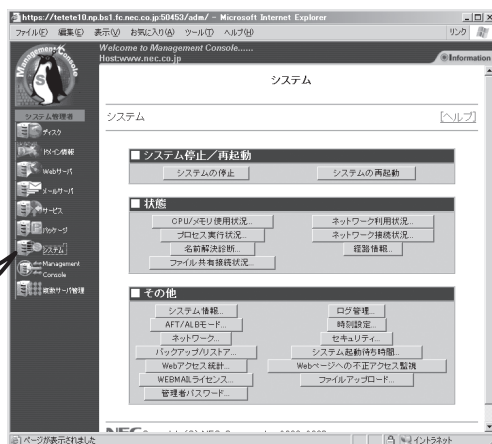 https://tetete10.np.bs1.fc.nec.co.jp:50453/adm/ - Microsoft Internet Explorer
ファイル(F) 編集(E) 表示(V) お気に入り(A) ツール(T) ヘルプ(H) リンク
Management Console
Welcome to Management Console......
Host:www.nec.co.jp
Information
システム
システム管理者
ディスク
ドメイン情報
Webサーバ
メールサーバ
サービス
パッケージ
システム
Management Console
複数サーバ管理
システム [ヘルプ]
■ システム停止／再起動
システムの停止 システムの再起動
■ 状態
CPU/メモリ使用状況... ネットワーク利用状況...
プロセス実行状況... ネットワーク接続状況...
名前解決診断... 経路情報...
ファイル共有接続状況...
■ その他
システム情報... ログ管理...
AFT/ALBモード... 時刻設定...
ネットワーク... セキュリティ...
バックアップ/リストア... システム起動待ち時間...
Webアクセス統計... Webページへの不正アクセス監視
WEBMAILライセンス... ファイルアップロード...
管理者パスワード...
ページが表示されました イントラネット